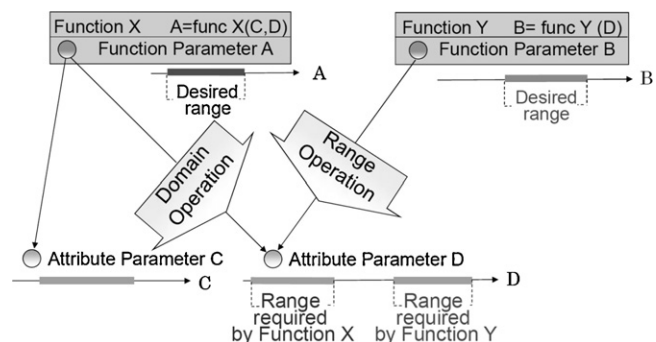 Function X A=func X(C,D)
Function Parameter A
Function Y B= func Y (D)
Function Parameter B
A
Desired
range
B
Desired
range
Domain
Operation
Range
Operation
Attribute Parameter C
C
Attribute Parameter D
D
Range
required
by Function X
Range
required
by Function Y